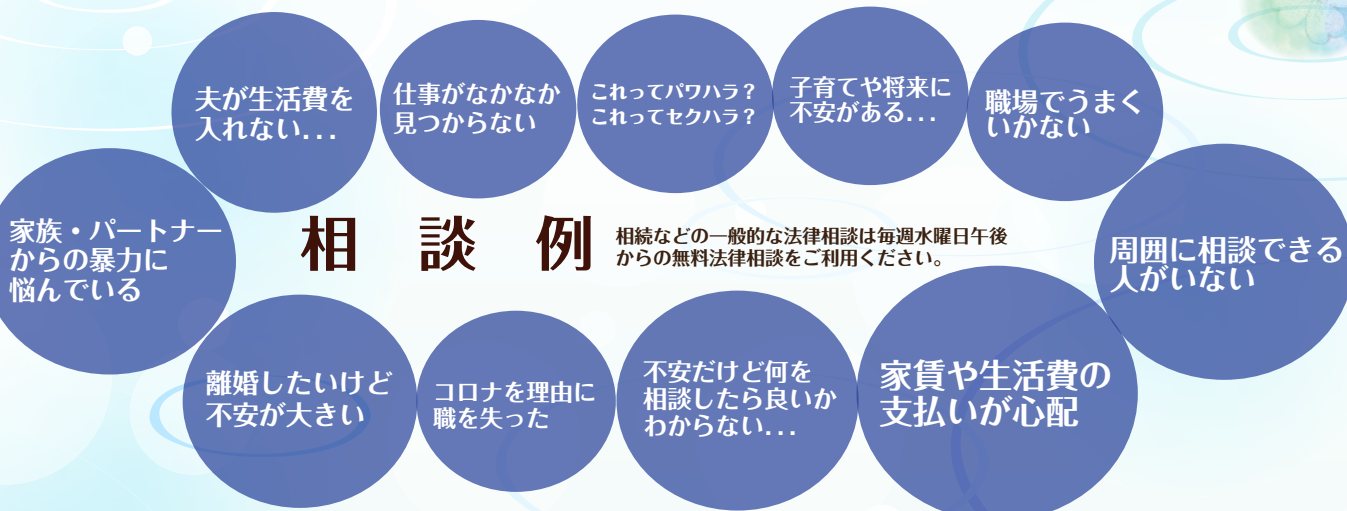 夫が生活費を
入れない...
仕事がなかなか
見つからない
これってパワハラ？
これってセクハラ？
子育てや将来に
不安がある...
職場でうまく
いかない
家族・パートナー
からの暴力に
悩んでいる
相談例
相続などの一般的な法律相談は毎週水曜日午後
からの無料法律相談をご利用ください。
周囲に相談できる
人がいない
離婚したいけど
不安が大きい
コロナを理由に
職を失った
不安だけど何を
相談したら良いか
わからない...
家賃や生活費の
支払いが心配